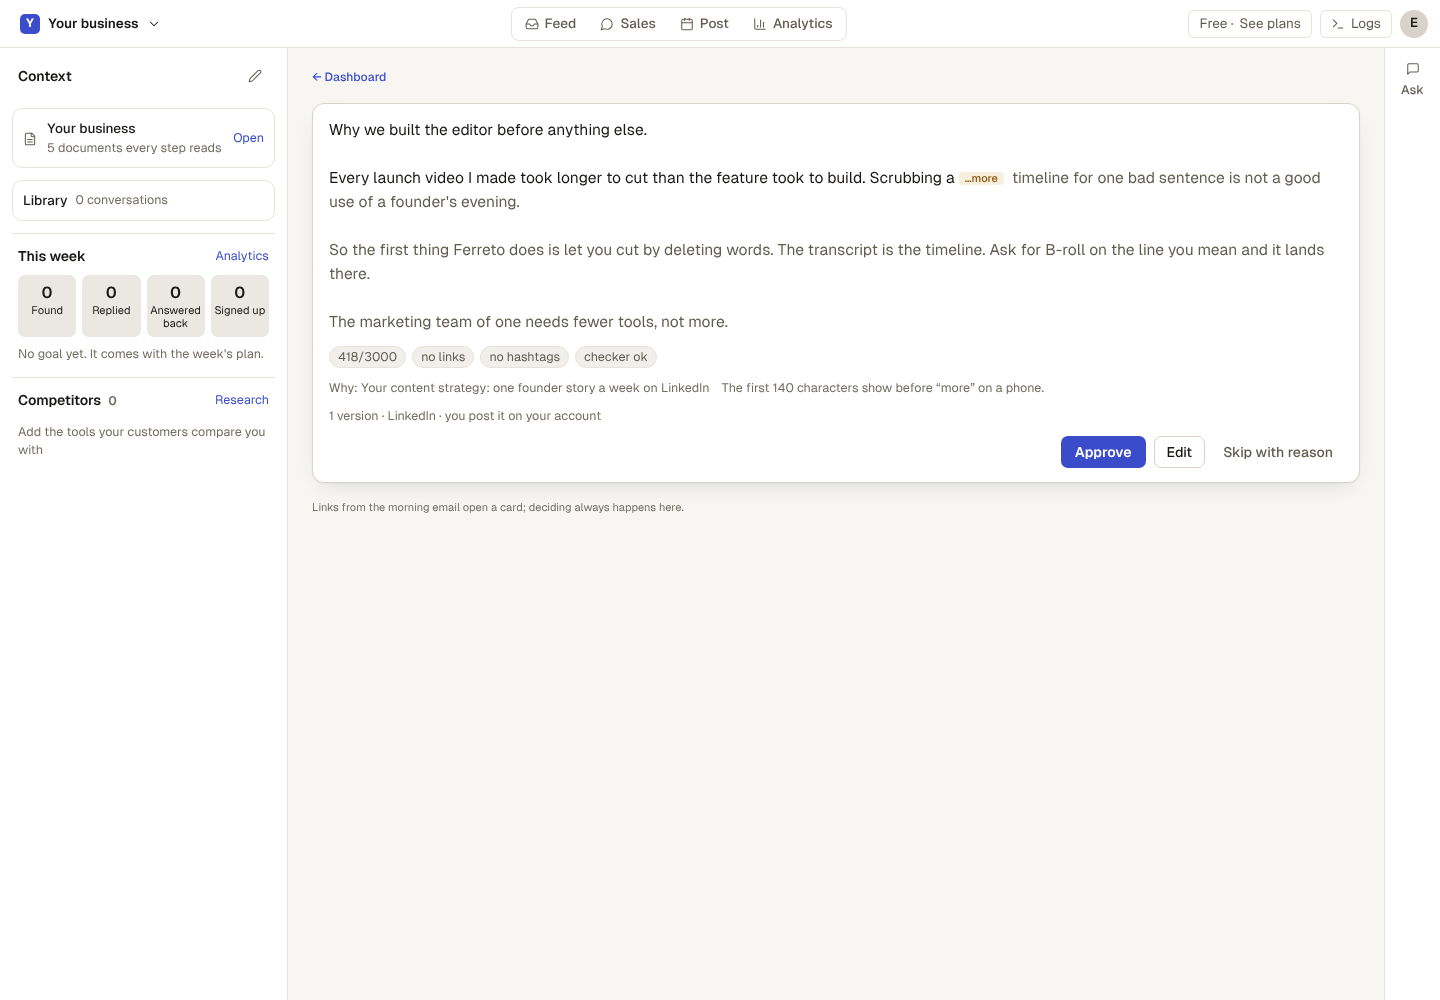 Y Your business
Feed Sales Post Analytics
Free · See plans
Logs
E
Context
Your business
5 documents every step reads
Open
Library 0 conversations
This week Analytics
0 Found
0 Replied
0 Answered back
0 Signed up
No goal yet. It comes with the week's plan.
Competitors 0 Research
Add the tools your customers compare you
with
← Dashboard
Why we built the editor before anything else.
Every launch video I made took longer to cut than the feature took to build. Scrubbing a …more timeline for one bad sentence is not a good
use of a founder's evening.
So the first thing Ferreto does is let you cut by deleting words. The transcript is the timeline. Ask for B-roll on the line you mean and it lands
there.
The marketing team of one needs fewer tools, not more.
418/3000 no links no hashtags checker ok
Why: Your content strategy: one founder story a week on LinkedIn The first 140 characters show before “more” on a phone.
1 version · LinkedIn · you post it on your account
Approve Edit Skip with reason
Links from the morning email open a card; deciding always happens here.
Ask